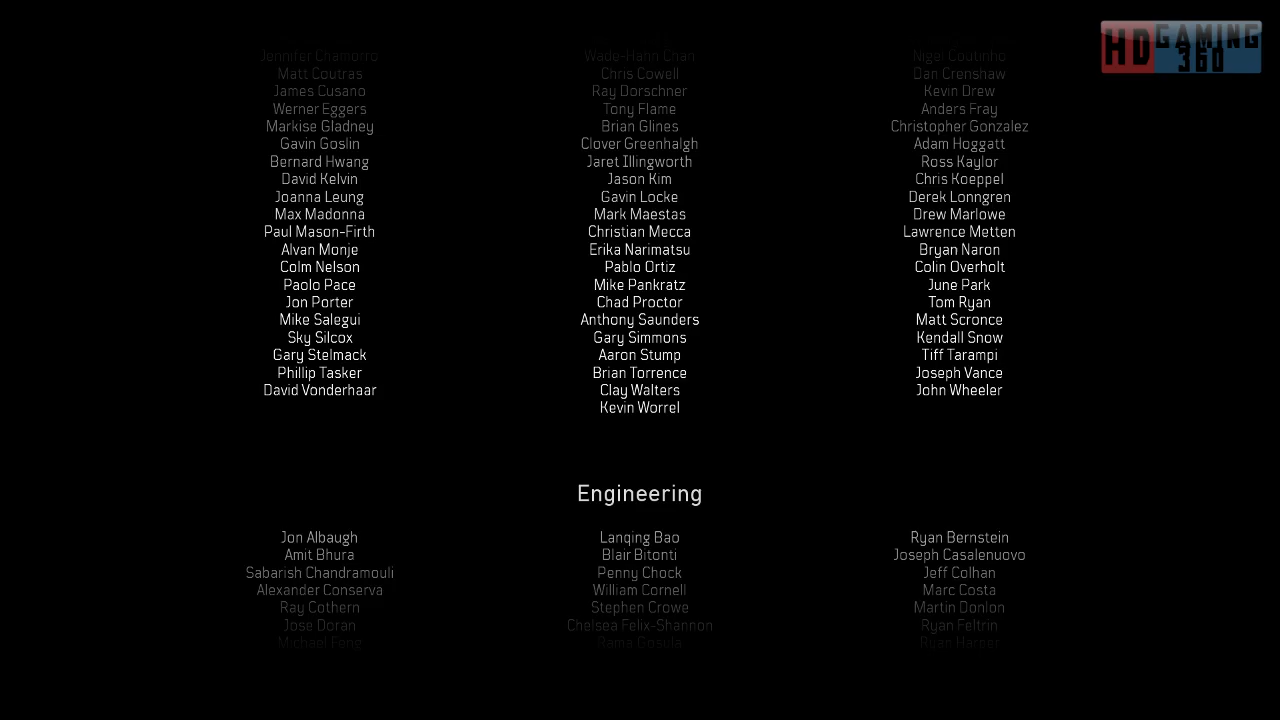 HD GAMING 360
Jennifer Chamorro Wade-Hann Chan Nigel Coutinho
Matt Coutras Chris Cowell Dan Crenshaw
James Cusano Ray Dorschner Kevin Drew
Werner Eggers Tony Flame Anders Fray
Markise Gladney Brian Glines Christopher Gonzalez
Gavin Goslin Clover Greenhalgh Adam Hoggatt
Bernard Hwang Jaret Illingworth Ross Kaylor
David Kelvin Jason Kim Chris Koeppel
Joanna Leung Gavin Locke Derek Lonngren
Max Madonna Mark Maestas Drew Marlowe
Paul Mason-Firth Christian Mecca Lawrence Metten
Alvan Monje Erika Narimatsu Bryan Naron
Colm Nelson Pablo Ortiz Colin Overholt
Paolo Pace Mike Pankratz June Park
Jon Porter Chad Proctor Tom Ryan
Mike Salegui Anthony Saunders Matt Scronce
Sky Silcox Gary Simmons Kendall Snow
Gary Stelmack Aaron Stump Tiff Tarampi
Phillip Tasker Brian Torrence Joseph Vance
David Vonderhaar Clay Walters John Wheeler
Kevin Worrel
Engineering
Jon Albaugh Lanqing Bao Ryan Bernstein
Amit Bhura Blair Bitonti Joseph Casalenuovo
Sabarish Chandramouli Penny Chock Jeff Colhan
Alexander Conserva William Cornell Marc Costa
Ray Cothern Stephen Crowe Martin Donlon
Jose Doran Chelsea Felix-Shannon Ryan Feltrin
Michael Feng Rama Gosula Ryan Harper